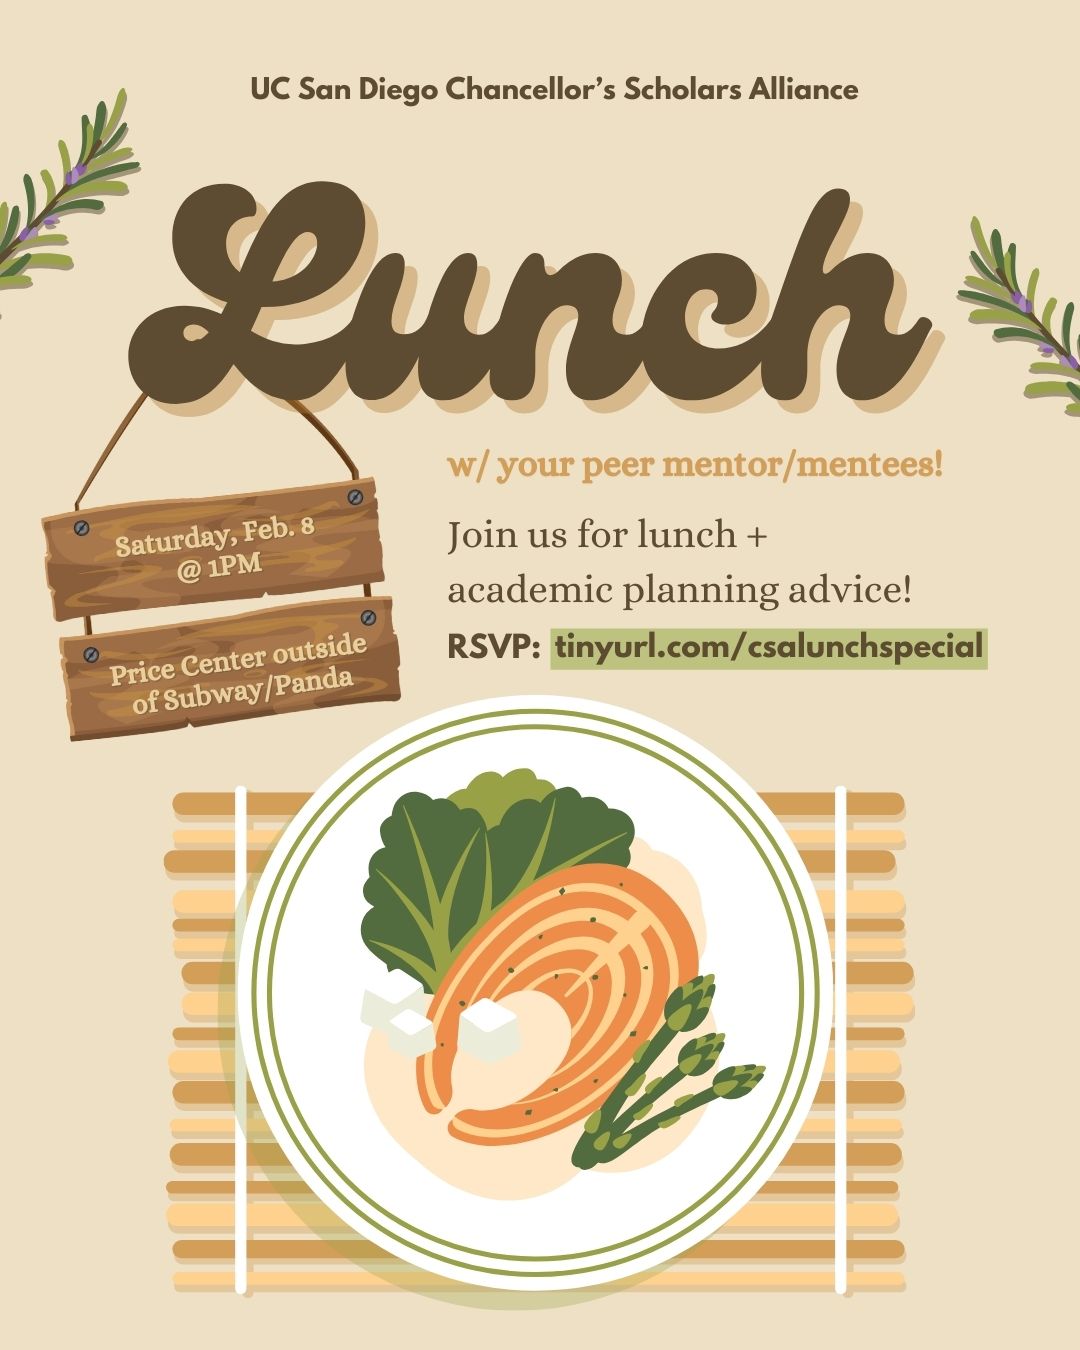 UC San Diego Chancellor’s Scholars Alliance
Lunch
w/ your peer mentor/mentees!
Saturday, Feb. 8
@ 1PM
Price Center outside
of Subway/Panda
Join us for lunch +
academic planning advice!
RSVP: tinyurl.com/csalunchspecial